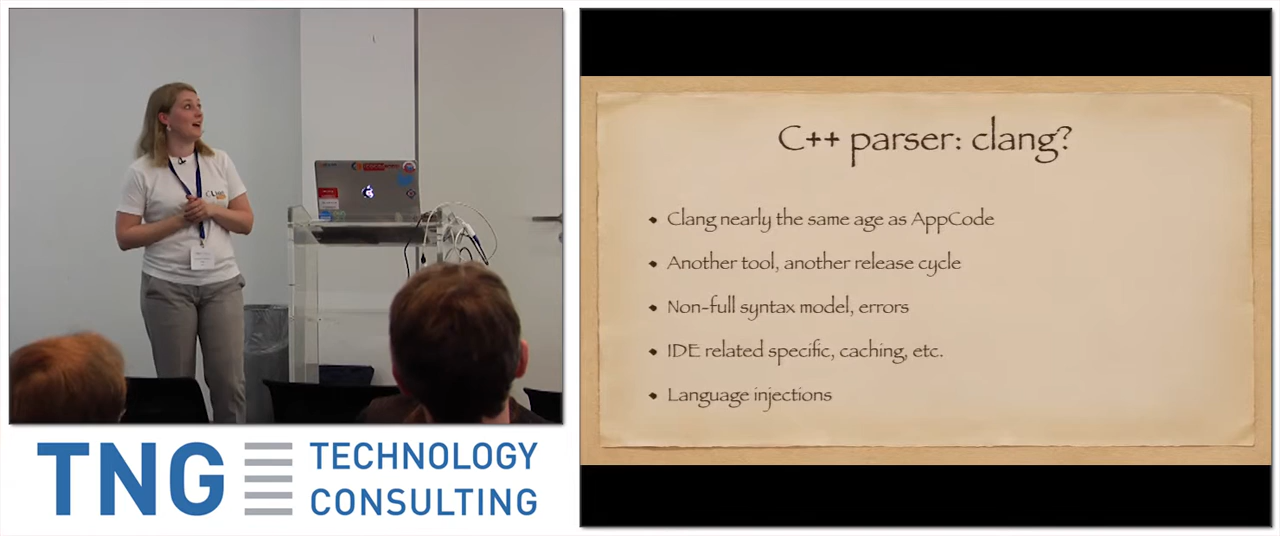 C++ parser: clang?
• Clang nearly the same age as AppCode
• Another tool, another release cycle
• Non-full syntax model, errors
• IDE related specific, caching, etc.
• Language injections
TNG TECHNOLOGY
CONSULTING